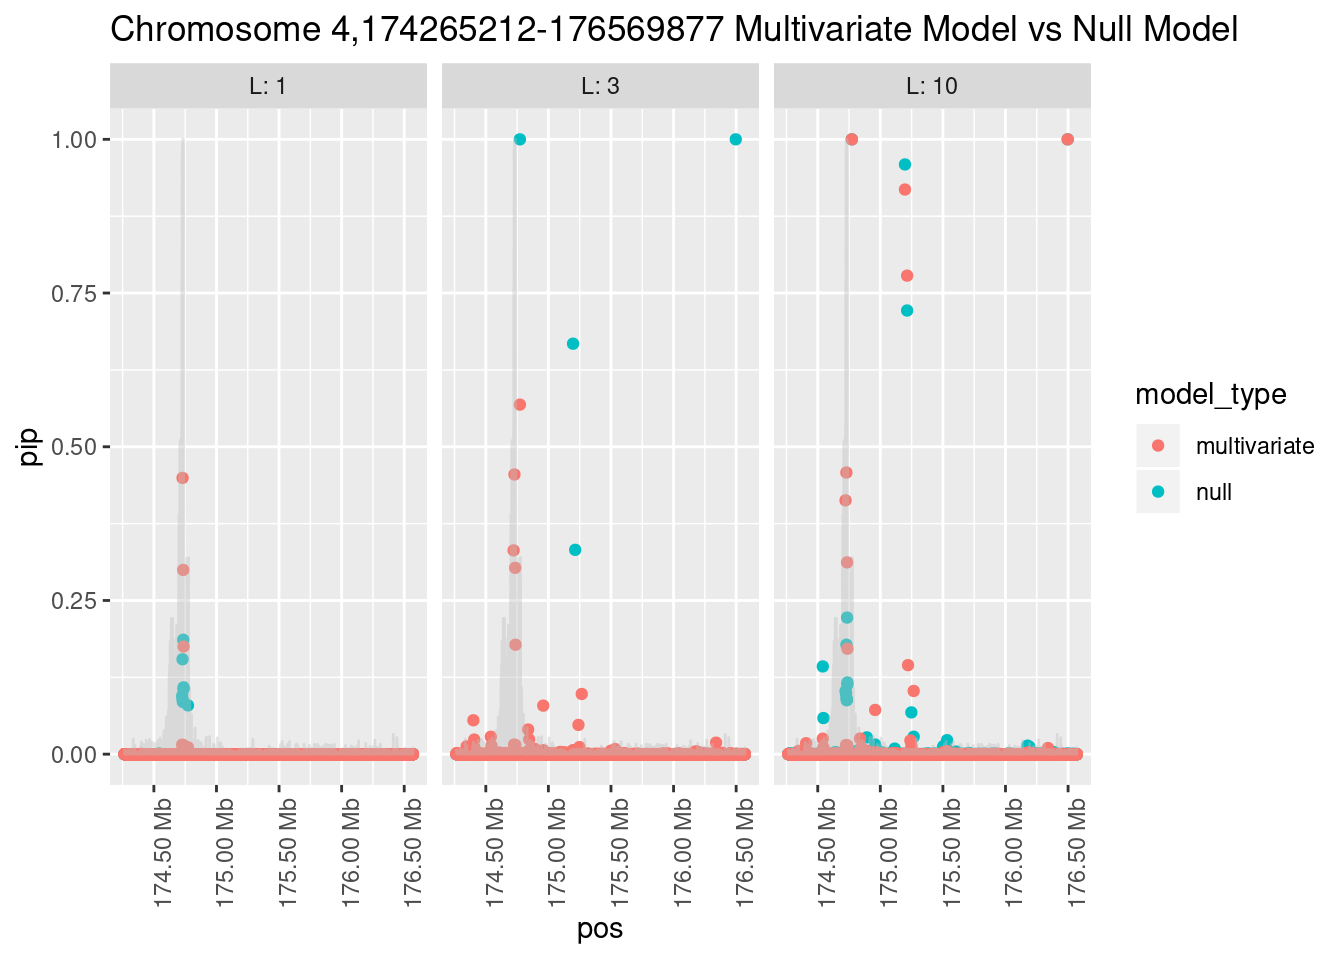 Chromosome 4,174265212-176569877 Multivariate Model vs Null Model
L: 1
L: 3
L: 10
1.00
0.75
0.50
0.25
0.00
pip
174.50 Mb
175.00 Mb
175.50 Mb
176.00 Mb
176.50 Mb
174.50 Mb
175.00 Mb
175.50 Mb
176.00 Mb
176.50 Mb
174.50 Mb
175.00 Mb
175.50 Mb
176.00 Mb
176.50 Mb
pos
model_type
multivariate
null